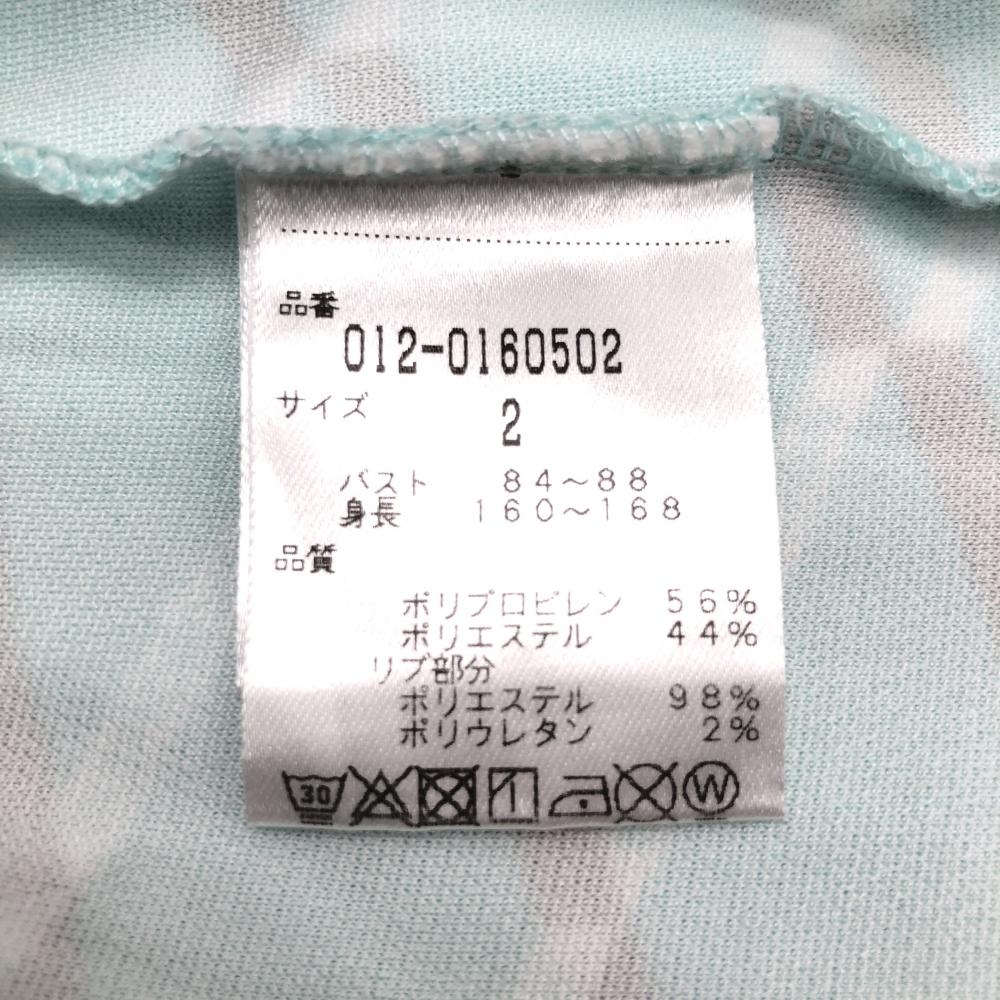 品番
012-0160502
サイズ 2
バスト 84～88
身長 160～168
品質
ポリプロピレン 56%
ポリエステル 44%
リブ部分
ポリエステル 98%
ポリウレタン 2%
30 W